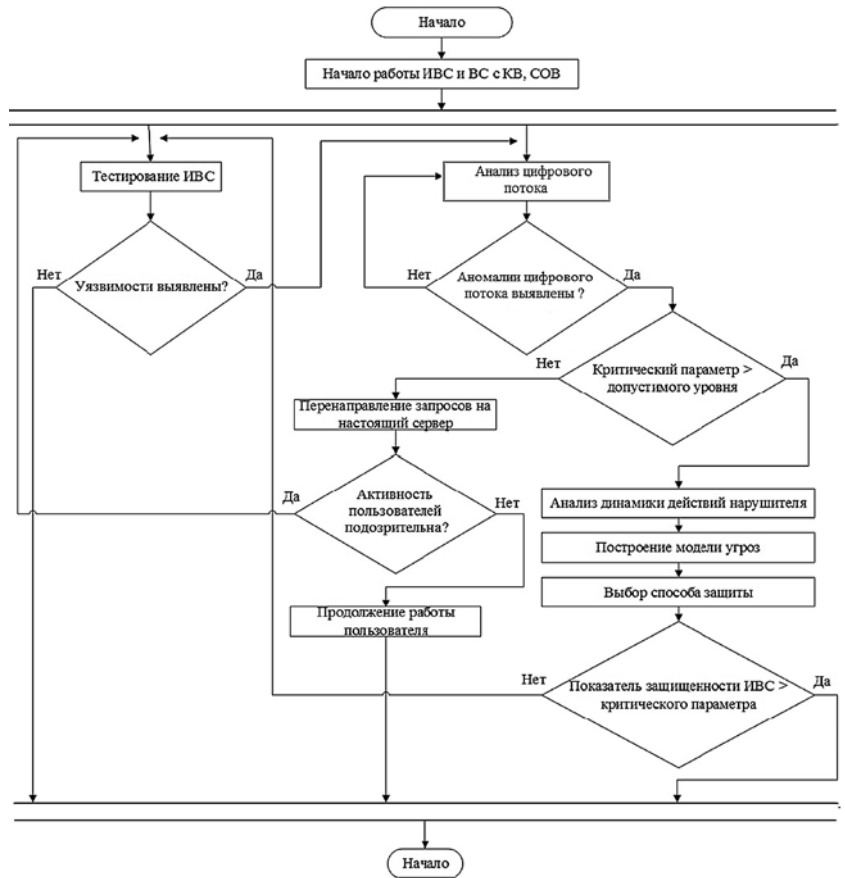 Начало
Начало работы ИВС и ВС с КВ, СОВ
Тестирование ИВС
Анализ цифрового
потока
Нет
Уязвимости выявлены?
Да
Нет
Аномалии цифрового
потока выявлены ?
Да
Нет
Критический параметр >
допустимого уровня
Да
Перенаправление запросов на
настоящий сервер
Да
Активность
пользователей
подозрительна?
Нет
Анализ динамики действий нарушителя
Построение модели угроз
Выбор способа защиты
Продолжение работы
пользователя
Нет
Показатель защищенности ИВС >
критического параметра
Да
Начало